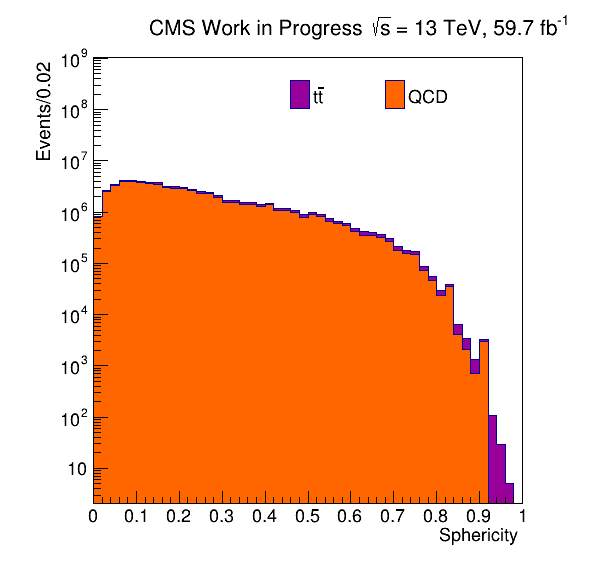 CMS Work in Progress √s = 13 TeV, 59.7 fb⁻¹
Events/0.02
10⁹
10⁸
10⁷
10⁶
10⁵
10⁴
10³
10²
10
tt̄
QCD
0 0.1 0.2 0.3 0.4 0.5 0.6 0.7 0.8 0.9 1
Sphericity